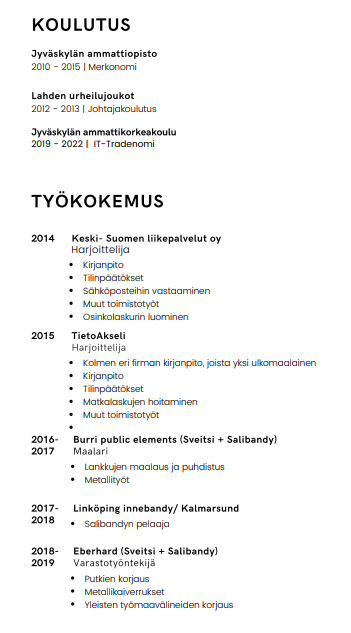 KOULUTUS
Jyväskylän ammattiopisto
2010 - 2015 | Merkonomi
Lahden urheilujoukot
2012 - 2013 | Johtajakoulutus
Jyväskylän ammattikorkeakoulu
2019 - 2022 | IT-Tradenomi
TYÖKOKEMUS
2014 Keski- Suomen liikepalvelut oy
Harjoittelija
• Kirjanpito
• Tilinpäätökset
• Sähköposteihin vastaaminen
• Muut toimistotyöt
• Osinkolaskurin luominen
2015 TietoAkseli
Harjoittelija
• Kolmen eri firman kirjanpito, joista yksi ulkomaalainen
• Kirjanpito
• Tilinpäätökset
• Matkalaskujen hoitaminen
• Muut toimistotyöt
•
2016- Burri public elements (Sveitsi + Salibandy)
2017 Maalari
• Lankkujen maalaus ja puhdistus
• Metallityöt
2017- Linköping innebandy/ Kalmarsund
2018 • Salibandyn pelaaja
2018- Eberhard (Sveitsi + Salibandy)
2019 Varastotyöntekijä
• Putkien korjaus
• Metallikaiverrukset
• Yleisten työmaavälineiden korjaus